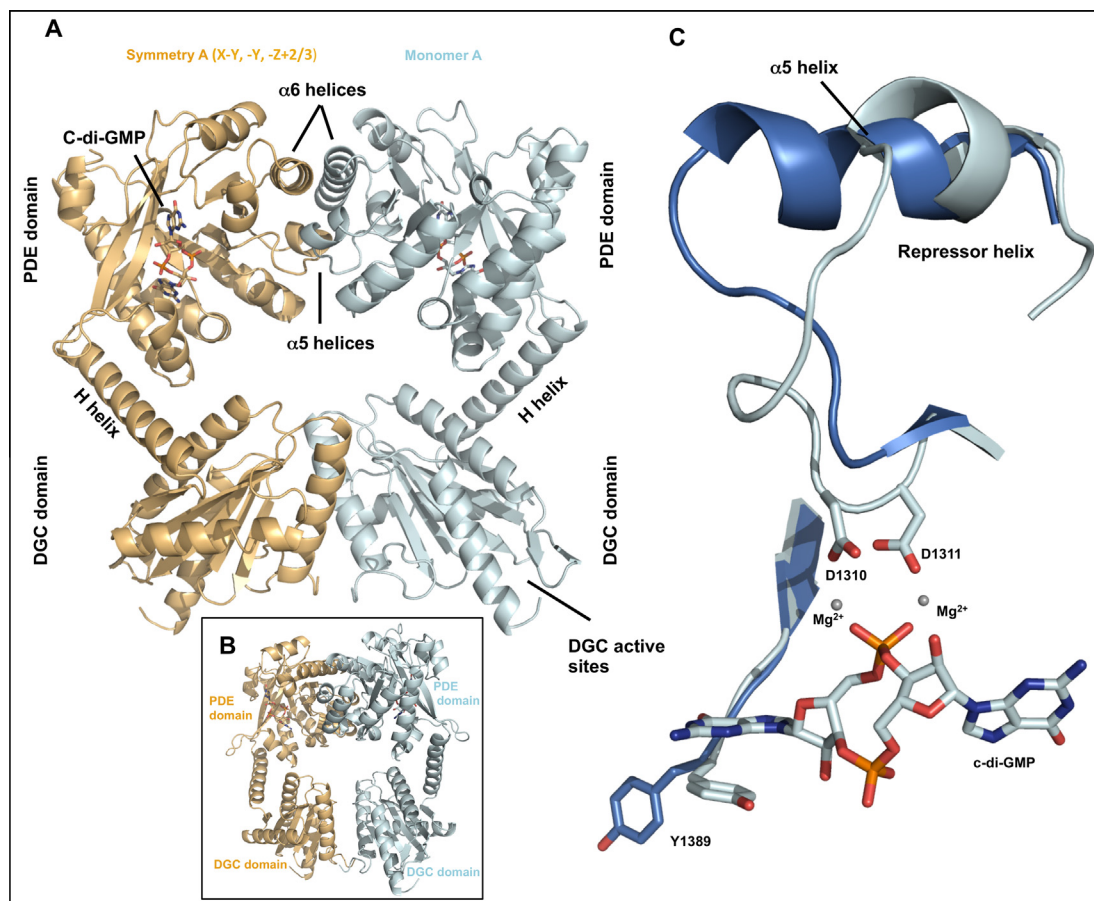 A
Symmetry A (X-Y, -Y, -Z+2/3)
Monomer A
α6 helices
C-di-GMP
PDE domain
PDE domain
α5 helices
H helix
H helix
DGC domain
DGC domain
DGC active
sites
B
PDE
domain
PDE
domain
DGC domain
DGC domain
C
α5 helix
Repressor helix
D1310
D1311
Mg2+
Mg2+
c-di-GMP
Y1389